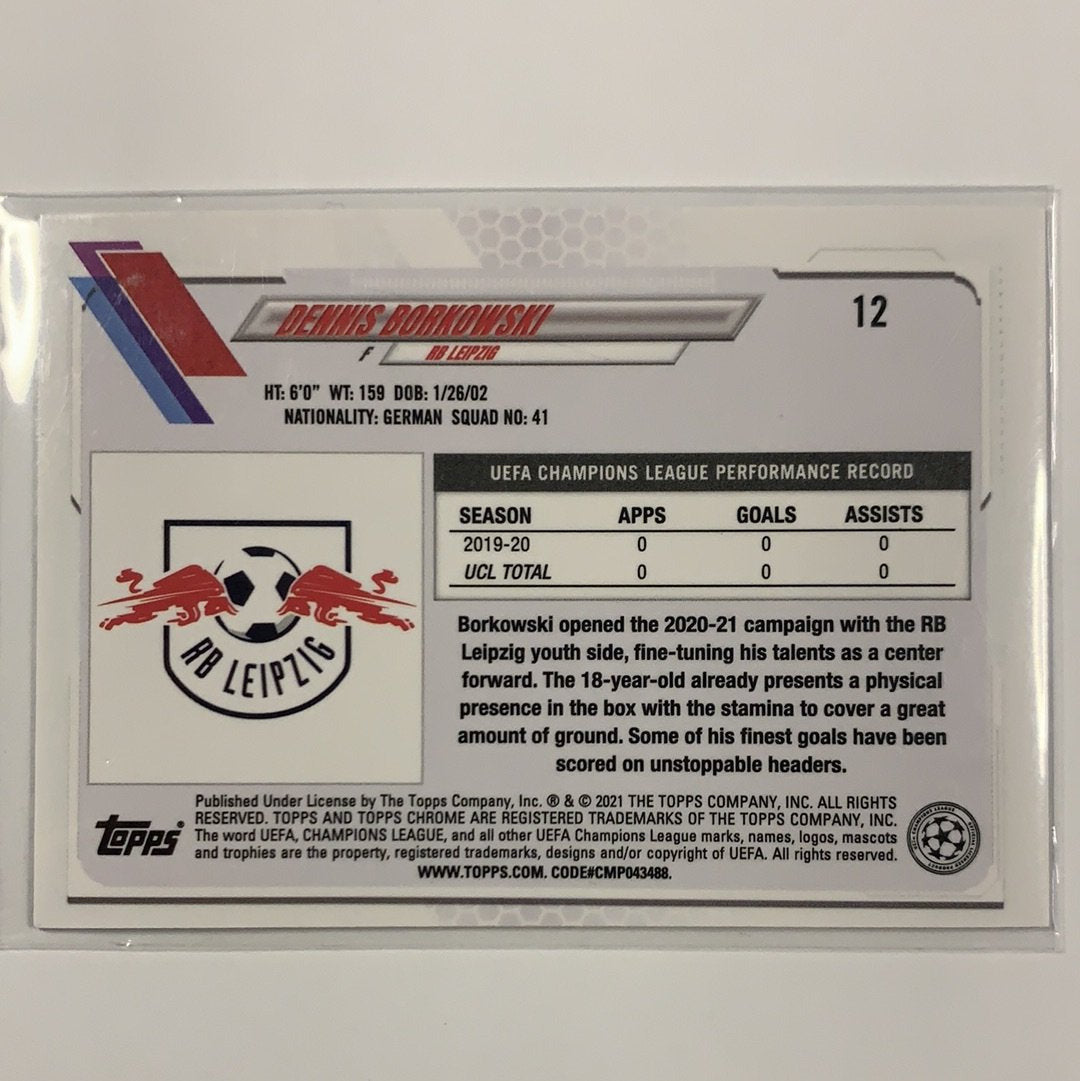 DENNIS BORKOWSKI
12
F RB LEIPZIG
HT: 6'0" WT: 159 DOB: 1/26/02
NATIONALITY: GERMAN SQUAD NO: 41
RB LEIPZIG
UEFA CHAMPIONS LEAGUE PERFORMANCE RECORD
SEASON APPS GOALS ASSISTS
2019-20 0 0 0
UCL TOTAL 0 0 0
Borkowski opened the 2020-21 campaign with the RB
Leipzig youth side, fine-tuning his talents as a center
forward. The 18-year-old already presents a physical
presence in the box with the stamina to cover a great
amount of ground. Some of his finest goals have been
scored on unstoppable headers.
topps®
Published Under License by The Topps Company, Inc. ® & © 2021 THE TOPPS COMPANY, INC. ALL RIGHTS
RESERVED. TOPPS AND TOPPS CHROME ARE REGISTERED TRADEMARKS OF THE TOPPS COMPANY, INC.
The word UEFA, CHAMPIONS LEAGUE, and all other UEFA Champions League marks, names, logos, mascots
and trophies are the property, registered trademarks, designs and/or copyright of UEFA. All rights reserved.
WWW.TOPPS.COM. CODE#CMP043488.